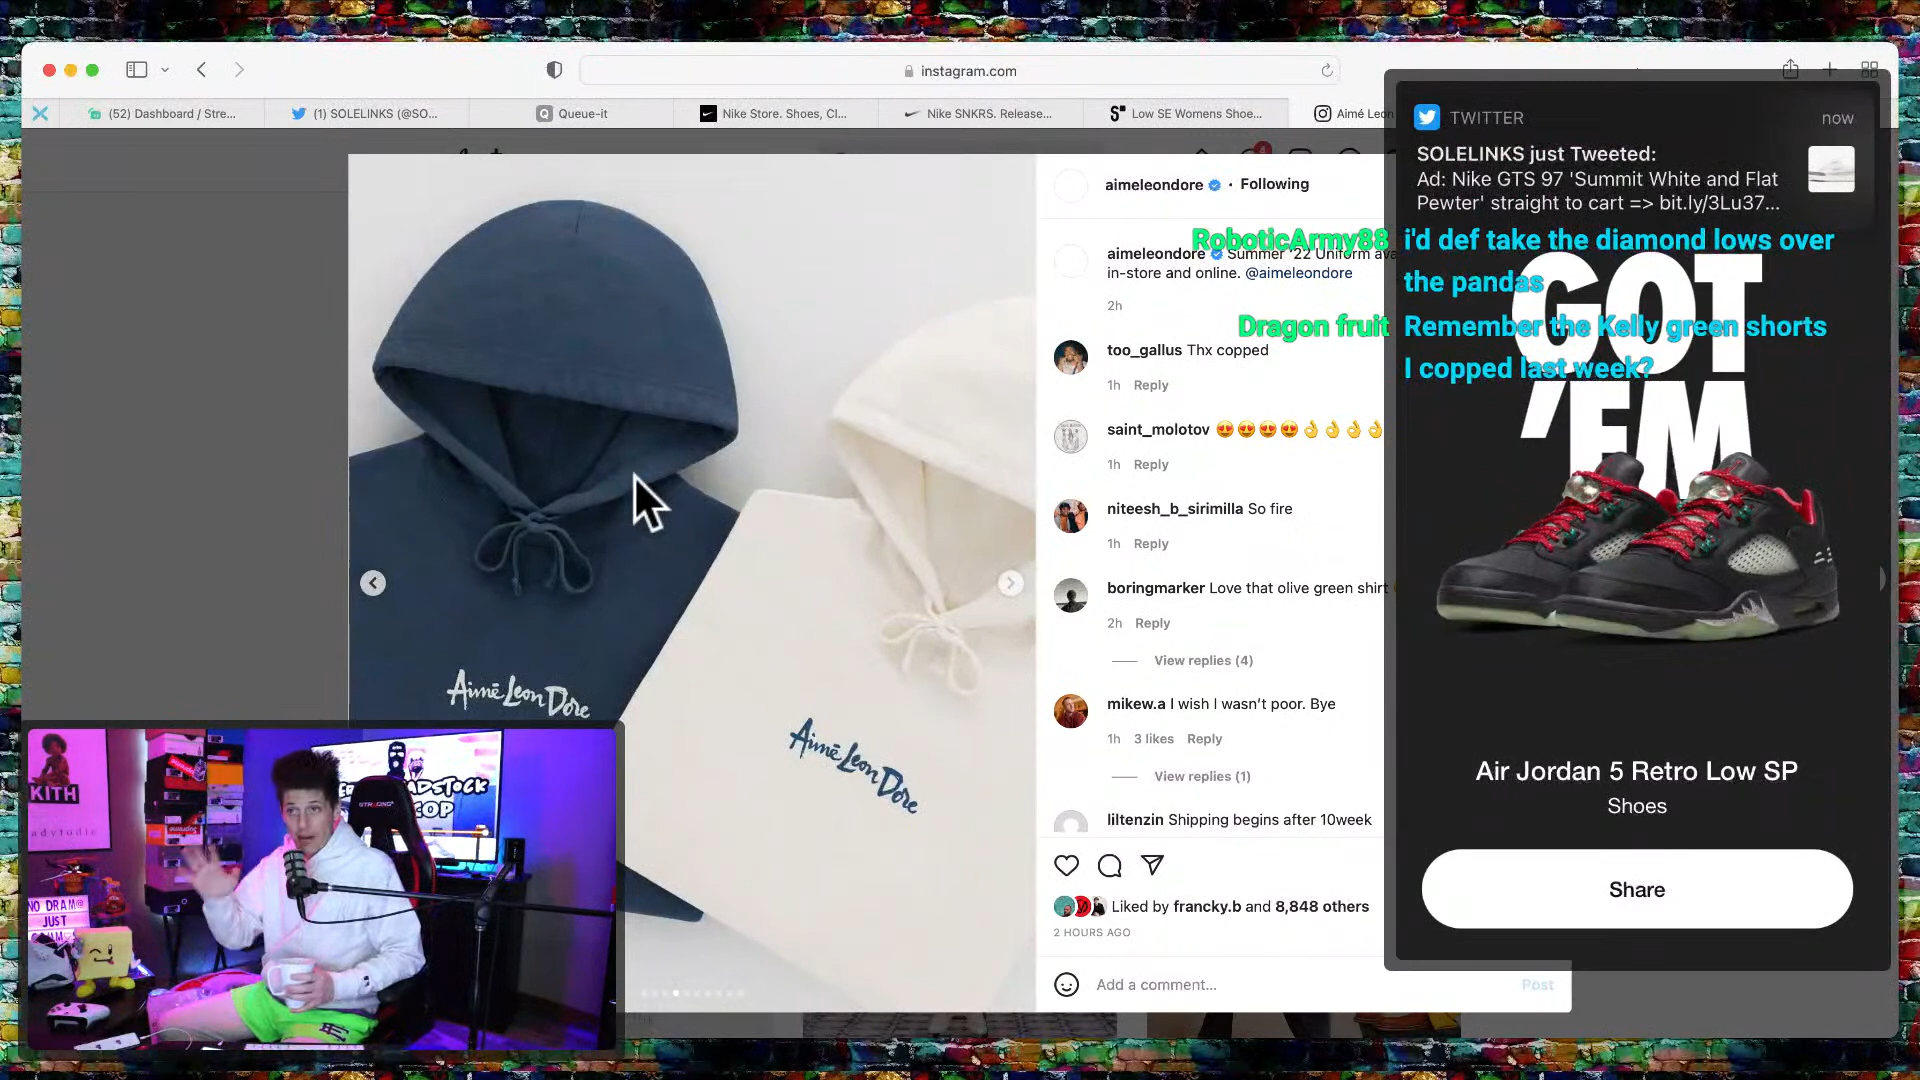 instagram.com
(52) Dashboard / Stre...
(1) SOLELINKS (@SO...
Queue-it
Nike Store. Shoes, Cl...
Nike SNKRS. Release...
Low SE Womens Shoe...
Aimé Leon
aimeleondore • Following
aimeleondore Summer '22 Uniform ava
in-store and online. @aimeleondore
2h
too_gallus Thx copped
1h Reply
saint_molotov 😍😍😍😍👌👌👌👌
1h Reply
niteesh_b_sirimilla So fire
1h Reply
boringmarker Love that olive green shirt
2h Reply
View replies (4)
mikew.a I wish I wasn't poor. Bye
1h 3 likes Reply
View replies (1)
liltenzin Shipping begins after 10week
Liked by francky.b and 8,848 others
2 HOURS AGO
Add a comment...
Post
TWITTER
now
SOLELINKS just Tweeted:
Ad: Nike GTS 97 'Summit White and Flat
Pewter' straight to cart => bit.ly/3Lu37...
RoboticArmy88 i'd def take the diamond lows over
the pandas
Dragon fruit Remember the Kelly green shorts
I copped last week?
GOT
'EM
Air Jordan 5 Retro Low SP
Shoes
Share
Aimé Leon Dore
Aimé Leon Dore
KITH
NO DRAM@
JUST
GTRACING